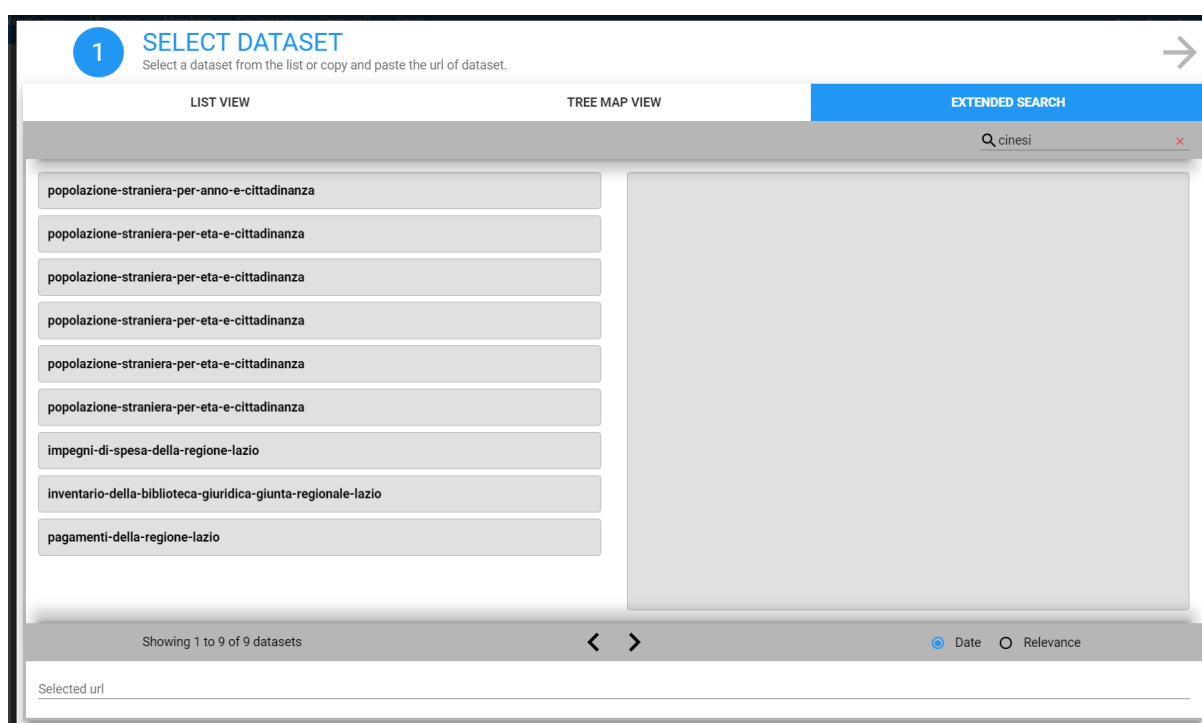 1
SELECT DATASET
Select a dataset from the list or copy and paste the url of dataset.
LIST VIEW
TREE MAP VIEW
EXTENDED SEARCH
cinesi
popolazione-straniera-per-anno-e-cittadinanza
popolazione-straniera-per-eta-e-cittadinanza
popolazione-straniera-per-eta-e-cittadinanza
popolazione-straniera-per-eta-e-cittadinanza
popolazione-straniera-per-eta-e-cittadinanza
popolazione-straniera-per-eta-e-cittadinanza
impegni-di-spesa-della-regione-lazio
inventario-della-biblioteca-giuridica-giunta-regionale-lazio
pagamenti-della-regione-lazio
Showing 1 to 9 of 9 datasets
Date
Relevance
Selected url